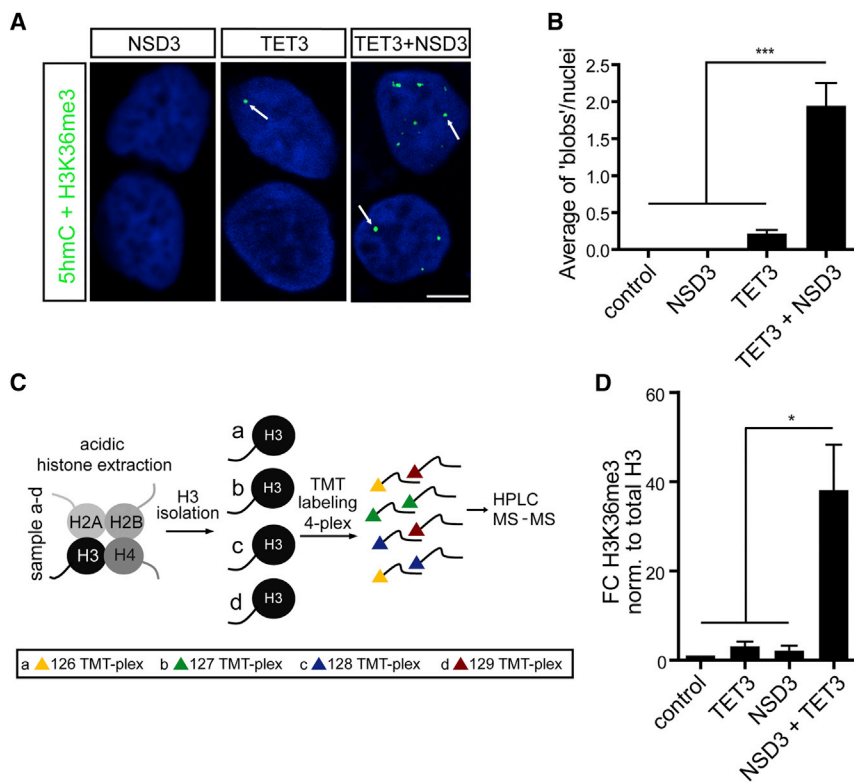 A
NSD3
TET3
TET3+NSD3
5hmC + H3K36me3
B
Average of 'blobs'/nuclei
***
2.5
2.0
1.5
1.0
0.5
0.0
control
NSD3
TET3
TET3 + NSD3
C
sample a-d
acidic
histone extraction
H2A
H2B
H3
H4
H3
isolation
a
H3
b
H3
c
H3
d
H3
TMT
labeling
4-plex
HPLC
MS-MS
a 126 TMT-plex b 127 TMT-plex c 128 TMT-plex d 129 TMT-plex
D
FC H3K36me3
norm. to total H3
*
60
40
20
0
control
TET3
NSD3
NSD3 + TET3